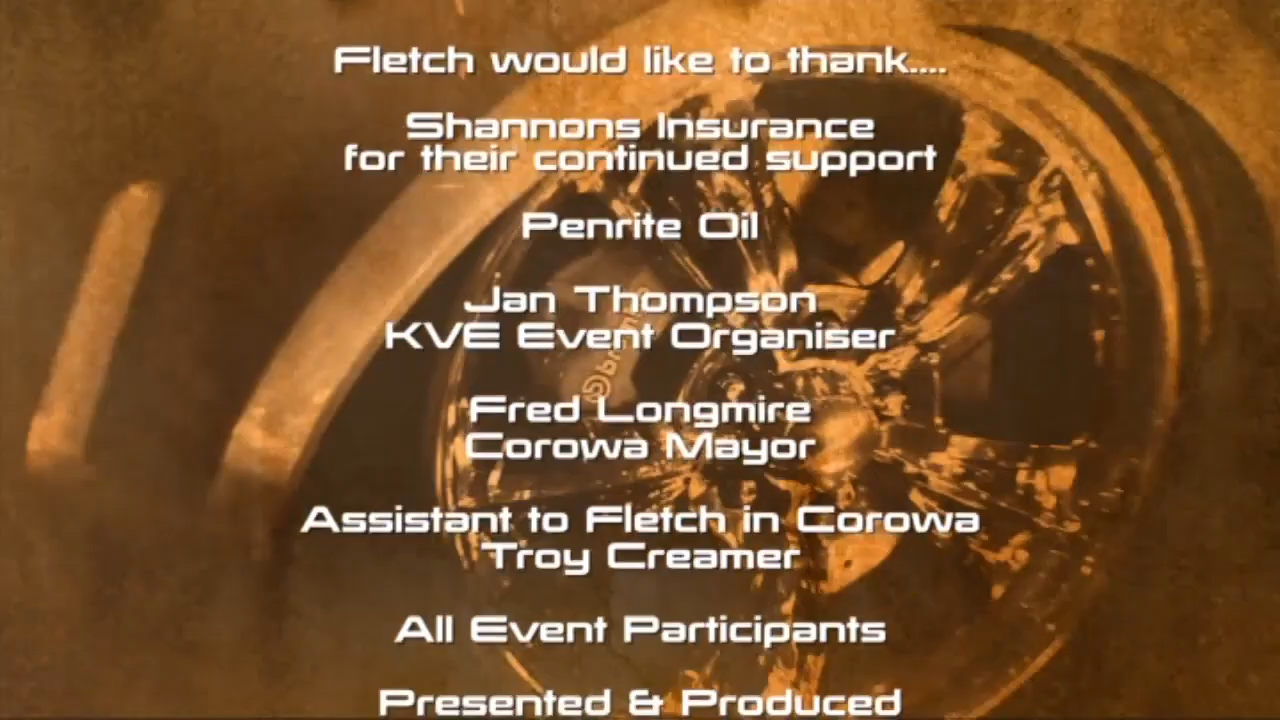 Fletch would like to thank....
Shannons Insurance
for their continued support
Penrite Oil
Jan Thompson
KVE Event Organiser
Fred Longmire
Corowa Mayor
Assistant to Fletch in Corowa
Troy Creamer
All Event Participants
Presented & Produced